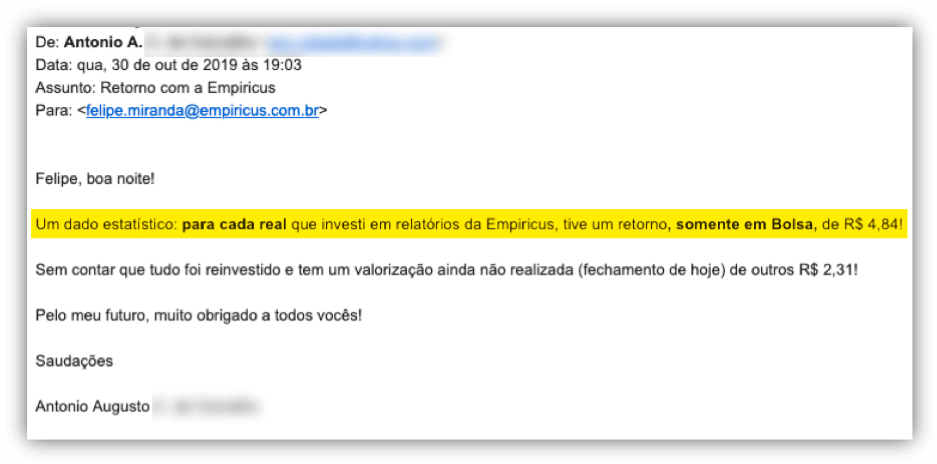 De: Antonio A.
Data: qua, 30 de out de 2019 às 19:03
Assunto: Retorno com a Empiricus
Para: <felipe.miranda@empiricus.com.br>
Felipe, boa noite!
Um dado estatístico: para cada real que investi em relatórios da Empiricus, tive um retorno, somente em Bolsa, de R$ 4,84!
Sem contar que tudo foi reinvestido e tem um valorização ainda não realizada (fechamento de hoje) de outros R$ 2,31!
Pelo meu futuro, muito obrigado a todos vocês!
Saudações
Antonio Augusto